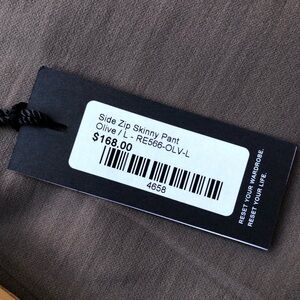 Side Zip Skinny Pant
Olive / L - RE566-OLV-L
$168.00
4658
RESET YOUR WARDROBE.
RESET YOUR LIFE.